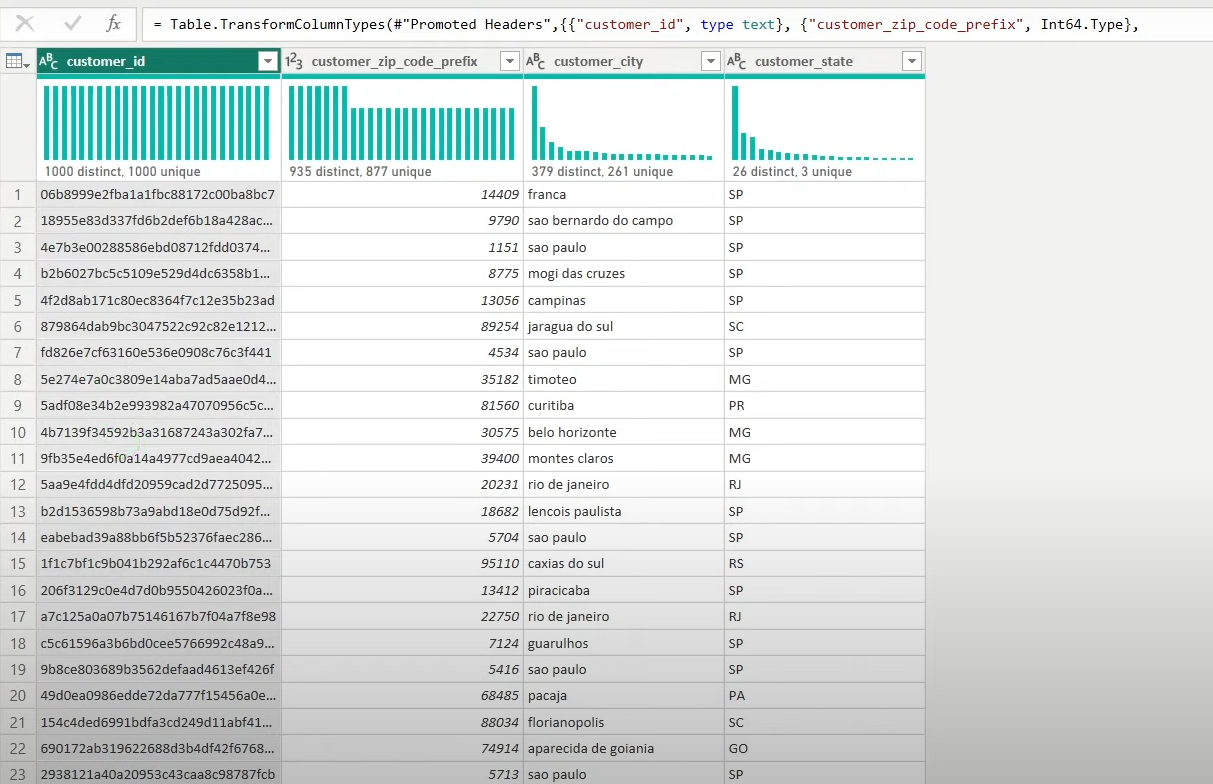 fx = Table.TransformColumnTypes(#"Promoted Headers",{{"customer_id", type text}, {"customer_zip_code_prefix", Int64.Type},
ABC customer_id 123 customer_zip_code_prefix ABC customer_city ABC customer_state
1000 distinct, 1000 unique 935 distinct, 877 unique 379 distinct, 261 unique 26 distinct, 3 unique
1 06b8999e2fba1a1fbc88172c00ba8bc7 14409 franca SP
2 18955e83d337fd6b2def6b18a428ac... 9790 sao bernardo do campo SP
3 4e7b3e00288586ebd08712fdd0374... 1151 sao paulo SP
4 b2b6027bc5c5109e529d4dc6358b1... 8775 mogi das cruzes SP
5 4f2d8ab171c80ec8364f7c12e35b23ad 13056 campinas SP
6 879864dab9bc3047522c92c82e1212... 89254 jaragua do sul SC
7 fd826e7cf63160e536e0908c76c3f441 4534 sao paulo SP
8 5e274e7a0c3809e14aba7ad5aae0d4... 35182 timoteo MG
9 5adf08e34b2e993982a47070956c5c... 81560 curitiba PR
10 4b7139f34592b3a31687243a302fa7... 30575 belo horizonte MG
11 9fb35e4ed6f0a14a4977cd9aea4042... 39400 montes claros MG
12 5aa9e4fdd4dfd20959cad2d7725095... 20231 rio de janeiro RJ
13 b2d1536598b73a9abd18e0d75d92f... 18682 lencois paulista SP
14 eabebad39a88bb6f5b52376faec286... 5704 sao paulo SP
15 1f1c7bf1c9b041b292af6c1c4470b753 95110 caxias do sul RS
16 206f3129c0e4d7d0b9550426023f0a... 13412 piracicaba SP
17 a7c125a0a07b75146167b7f04a7f8e98 22750 rio de janeiro RJ
18 c5c61596a3b6bd0cee5766992c48a9... 7124 guarulhos SP
19 9b8ce803689b3562defaad4613ef426f 5416 sao paulo SP
20 49d0ea0986edde72da777f15456a0e... 68485 pacaja PA
21 154c4ded6991bdfa3cd249d11abf41... 88034 florianopolis SC
22 690172ab319622688d3b4df42f6768... 74914 aparecida de goiania GO
23 2938121a40a20953c43caa8c98787fcb 5713 sao paulo SP